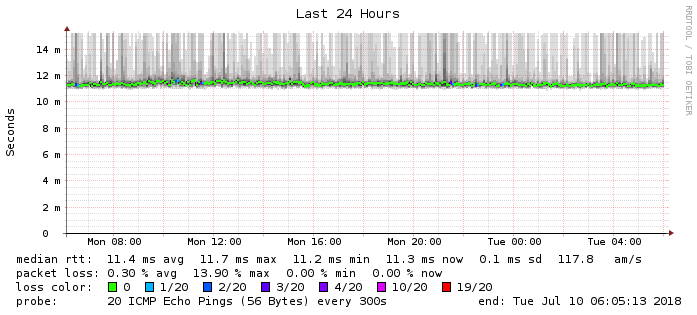 Last 24 Hours
RRDTOOL / TOBI OETIKER
Seconds
14 m
12 m
10 m
8 m
6 m
4 m
2 m
0
Mon 08:00 Mon 12:00 Mon 16:00 Mon 20:00 Tue 00:00 Tue 04:00
median rtt: 11.4 ms avg 11.7 ms max 11.2 ms min 11.3 ms now 0.1 ms sd 117.8 am/s
packet loss: 0.30 % avg 13.90 % max 0.00 % min 0.00 % now
loss color: 0 1/20 2/20 3/20 4/20 10/20 19/20
probe: 20 ICMP Echo Pings (56 Bytes) every 300s end: Tue Jul 10 06:05:13 2018